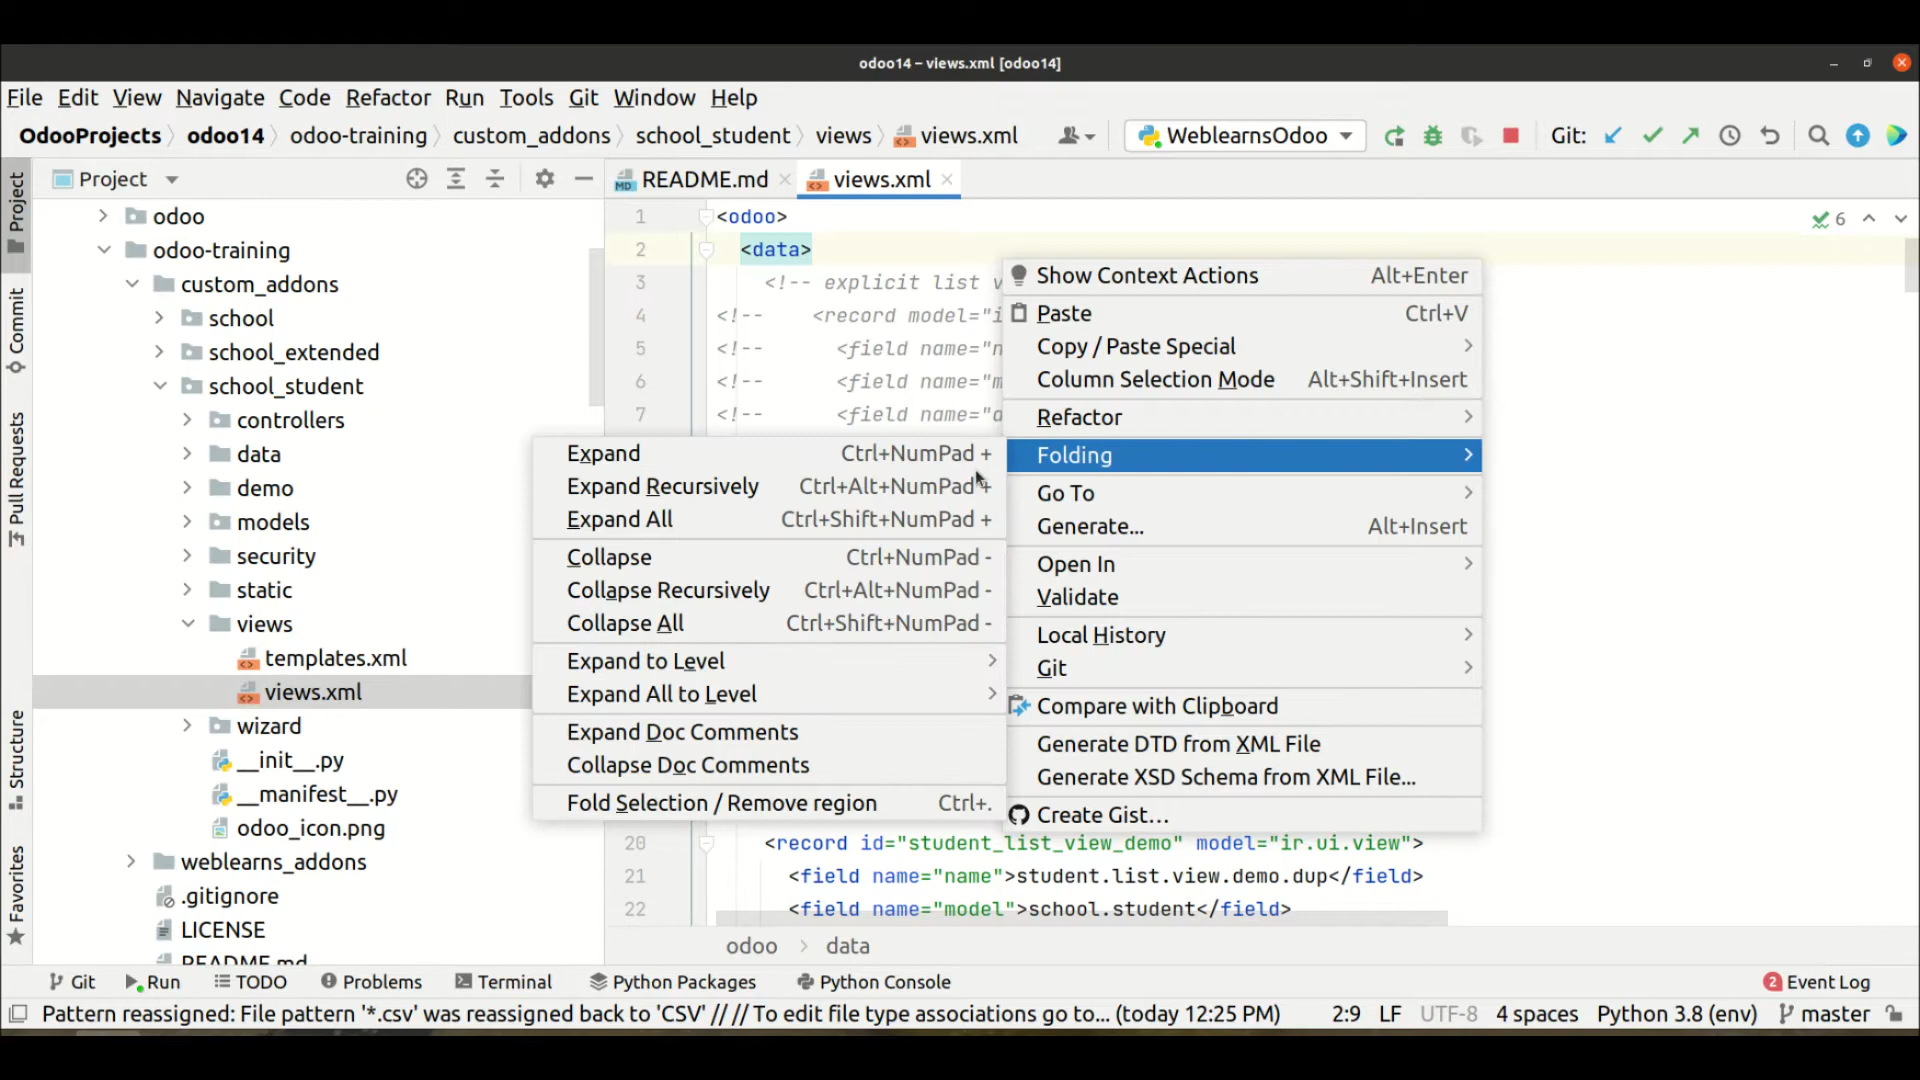 odoo14 – views.xml [odoo14]
File Edit View Navigate Code Refactor Run Tools Git Window Help
OdooProjects odoo14 odoo-training custom_addons school_student views views.xml WeblearnsOdoo Git:
Project
README.md views.xml
Project
Commit
Pull Requests
Structure
Favorites
odoo
odoo-training
custom_addons
school
school_extended
school_student
controllers
data
demo
models
security
static
views
templates.xml
views.xml
wizard
__init__.py
__manifest__.py
odoo_icon.png
weblearns_addons
.gitignore
LICENSE
README.md
1 <odoo>
6
2 <data>
3 <!-- explicit list v
4 <!-- <record model="i
5 <!-- <field name="n
6 <!-- <field name="m
7 <!-- <field name="a
Show Context Actions Alt+Enter
Paste Ctrl+V
Copy / Paste Special
Column Selection Mode Alt+Shift+Insert
Refactor
Folding
Go To
Generate... Alt+Insert
Open In
Validate
Local History
Git
Compare with Clipboard
Generate DTD from XML File
Generate XSD Schema from XML File...
Create Gist...
Expand Ctrl+NumPad +
Expand Recursively Ctrl+Alt+NumPad +
Expand All Ctrl+Shift+NumPad +
Collapse Ctrl+NumPad -
Collapse Recursively Ctrl+Alt+NumPad -
Collapse All Ctrl+Shift+NumPad -
Expand to Level
Expand All to Level
Expand Doc Comments
Collapse Doc Comments
Fold Selection / Remove region Ctrl+.
20 <record id="student_list_view_demo" model="ir.ui.view">
21 <field name="name">student.list.view.demo.dup</field>
22 <field name="model">school.student</field>
odoo data
Git Run TODO Problems Terminal Python Packages Python Console 2 Event Log
Pattern reassigned: File pattern '*.csv' was reassigned back to 'CSV' // // To edit file type associations go to... (today 12:25 PM) 2:9 LF UTF-8 4 spaces Python 3.8 (env) master